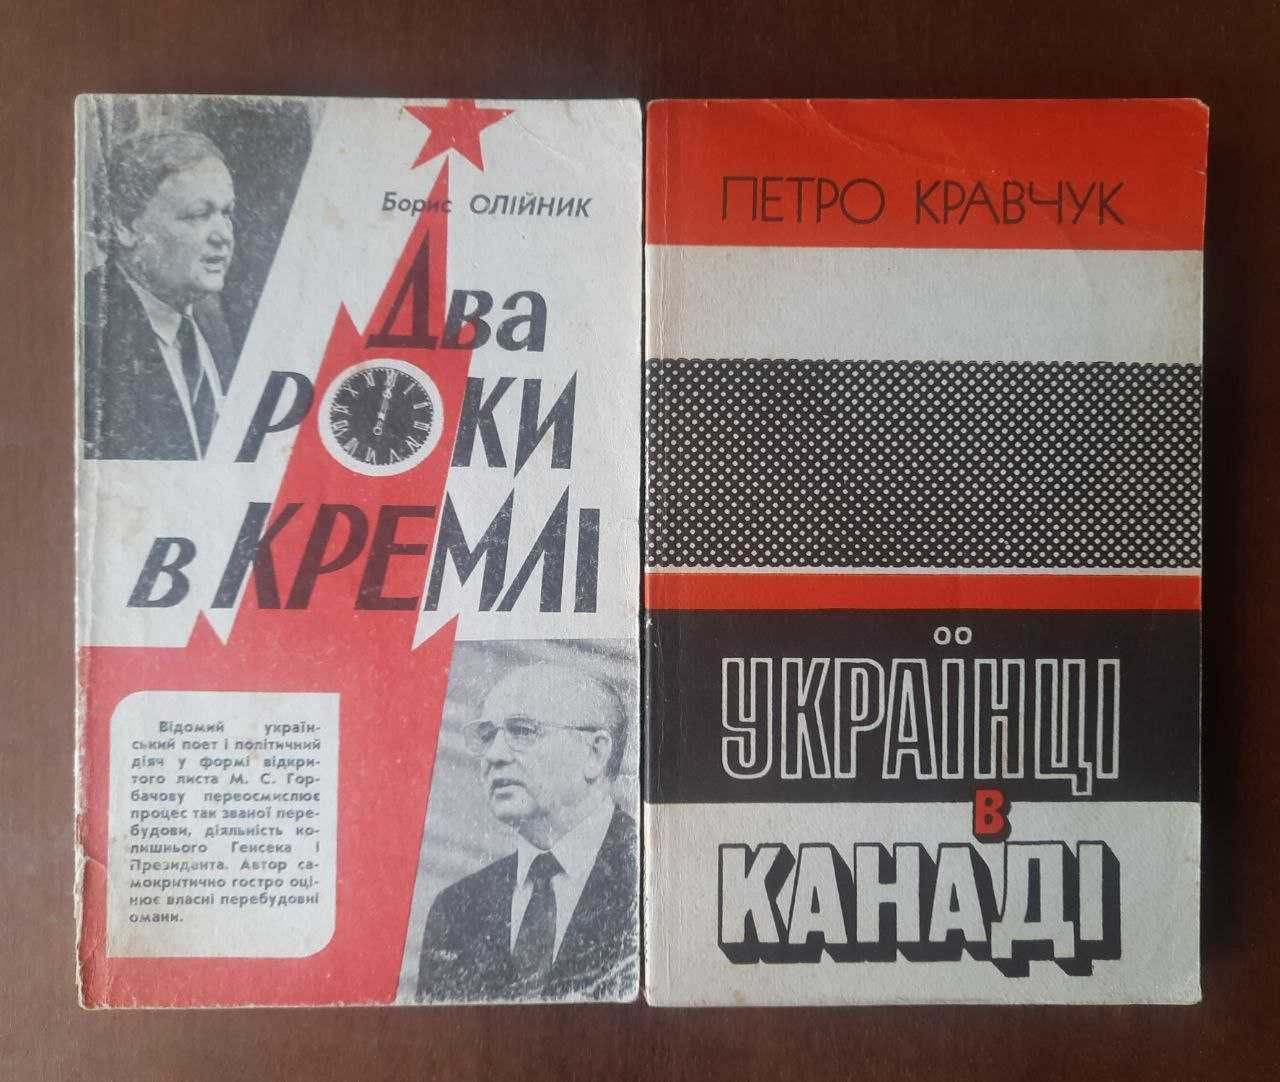 Борис ОЛІЙНИК
Два
РОКИ
в КРЕМЛІ
Відомий україн-
ський поет і політичний
діяч у формі відкри-
того листа М. С. Гор-
бачову переосмислює
процес так званої пере-
будови, діяльність ко-
лишнього Генсека і
Президента. Автор са-
мокритично гостро оці-
нює власні перебудовні
омани.
ПЕТРО КРАВЧУК
УКРАЇНЦІ
В
КАНАДІ